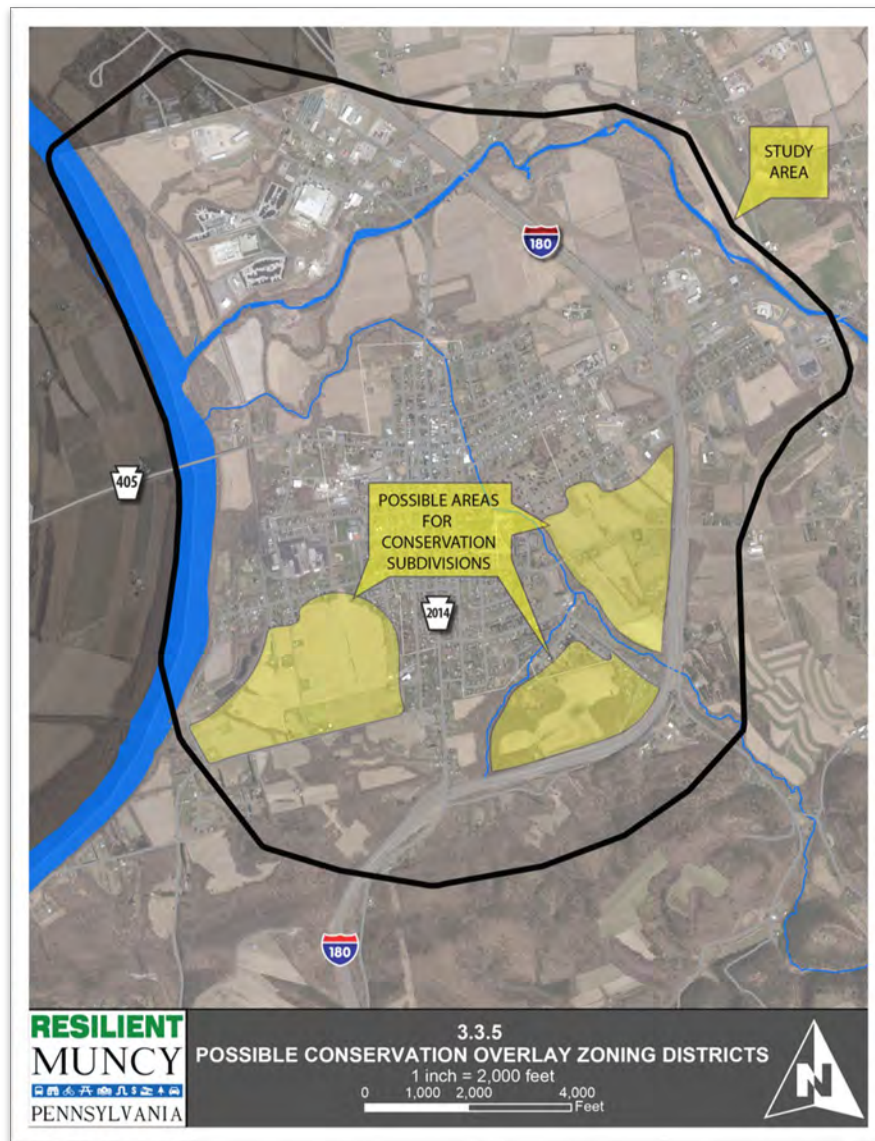 STUDY
AREA
180
405
POSSIBLE AREAS
FOR
CONSERVATION
SUBDIVISIONS
2014
180
RESILIENT
MUNCY
PENNSYLVANIA
3.3.5
POSSIBLE CONSERVATION OVERLAY ZONING DISTRICTS
1 inch = 2,000 feet
0 1,000 2,000 4,000
Feet
N